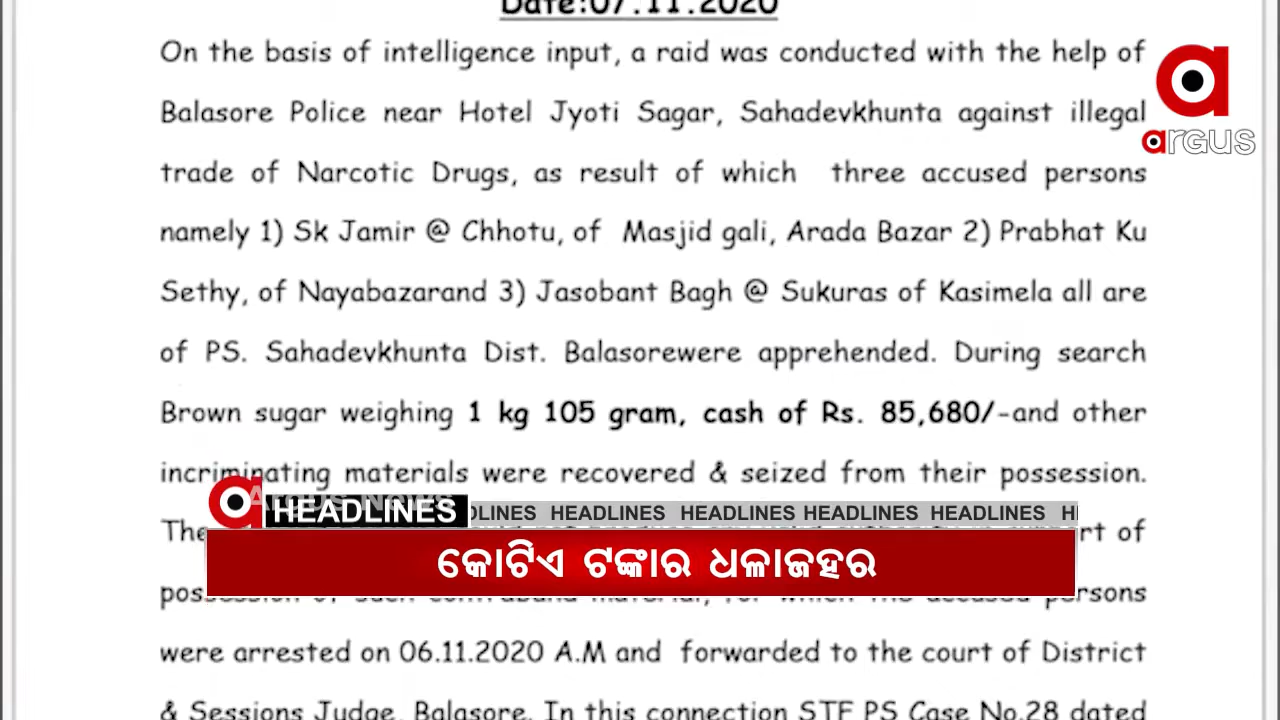 Date:07.11.2020
On the basis of intelligence input, a raid was conducted with the help of
Balasore Police near Hotel Jyoti Sagar, Sahadevkhunta against illegal
trade of Narcotic Drugs, as result of which three accused persons
namely 1) Sk Jamir @ Chhotu, of Masjid gali, Arada Bazar 2) Prabhat Ku
Sethy, of Nayabazarand 3) Jasobant Bagh @ Sukuras of Kasimela all are
of PS. Sahadevkhunta Dist. Balasorewere apprehended. During search
Brown sugar weighing 1 kg 105 gram, cash of Rs. 85,680/-and other
incriminating materials were recovered & seized from their possession.
The of
persons
were arrested on 06.11.2020 A.M and forwarded to the court of District
& Sessions Judge, Balasore. In this connection STF PS Case No.28 dated
argus
ARGUS NEWS
HEADLINES
HEADLINES HEADLINES HEADLINES HEADLINES
କୋଟିଏ ଟଙ୍କାର ଧଳାଜହର